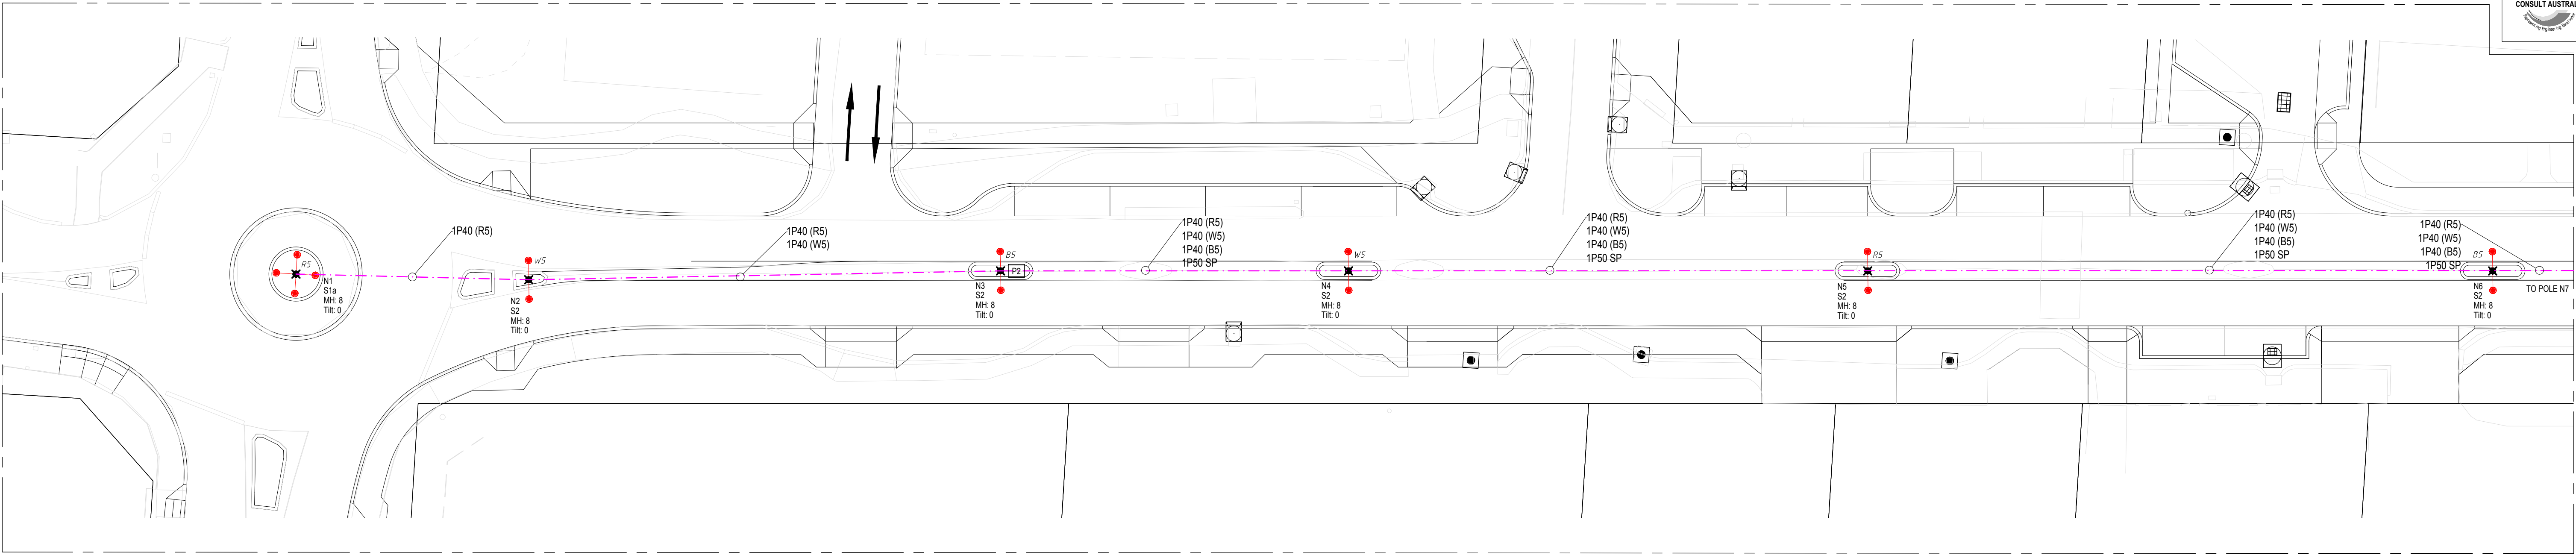 CONSULT AUSTRAL
1P40 (R5)
1P40 (R5)
1P40 (W5)
1P40 (R5)
1P40 (W5)
1P40 (B5)
1P50 SP
1P40 (R5)
1P40 (W5)
1P40 (B5)
1P50 SP
1P40 (R5)
1P40 (W5)
1P40 (B5)
1P50 SP
1P40 (R5)
1P40 (W5)
1P40 (B5)
1P50 SP
R5
N1
S1a
MH: 8
Tilt: 0
W5
N2
S2
MH: 8
Tilt: 0
B5
P2
N3
S2
MH: 8
Tilt: 0
W5
N4
S2
MH: 8
Tilt: 0
R5
N5
S2
MH: 8
Tilt: 0
B5
N6
S2
MH: 8
Tilt: 0
TO POLE N7